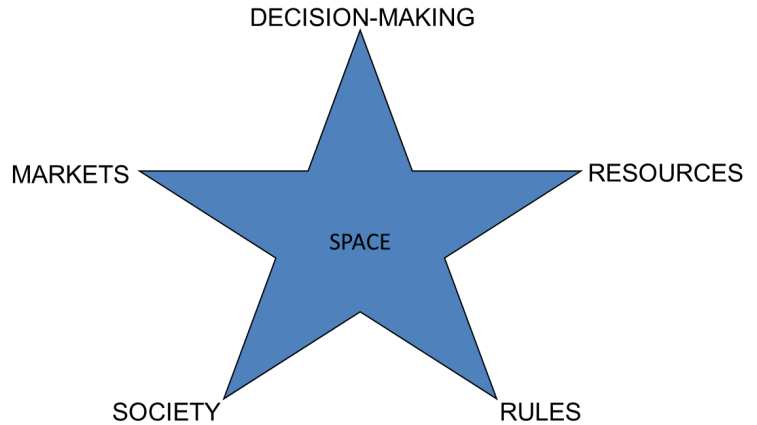 DECISION-MAKING
MARKETS
RESOURCES
SPACE
SOCIETY
RULES